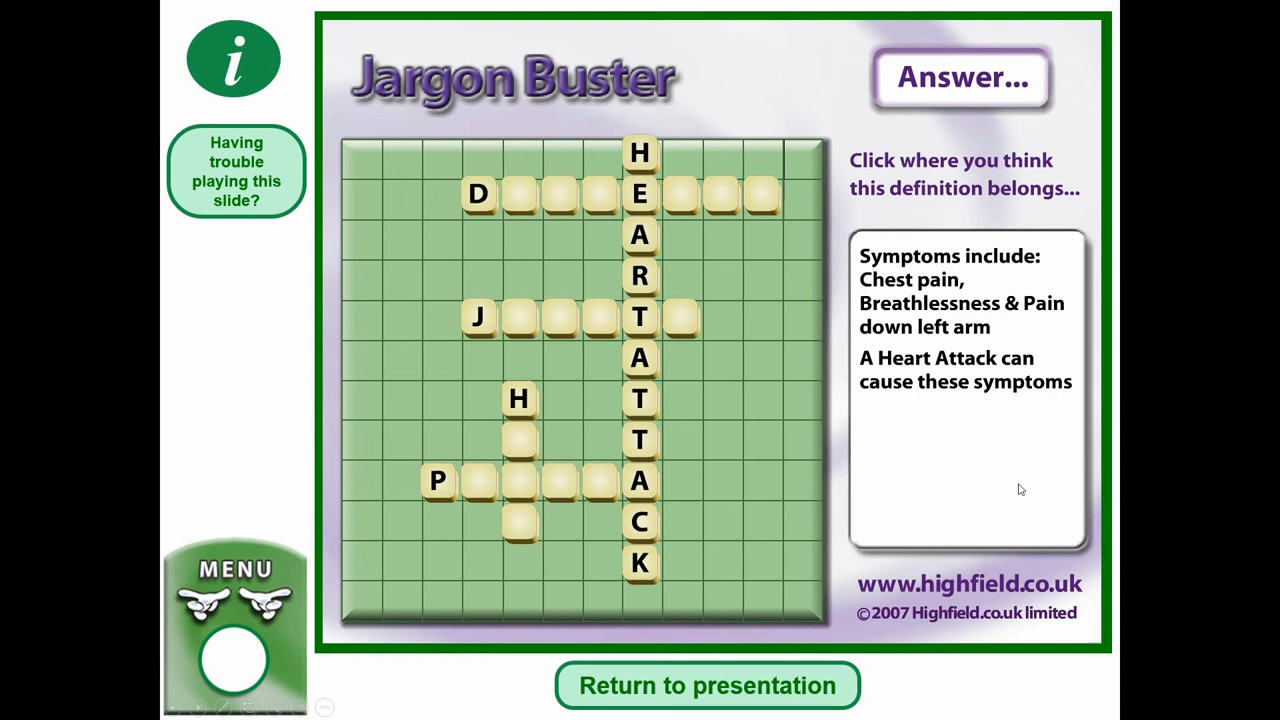 i
Having
trouble
playing this
slide?
Jargon Buster
Answer...
Click where you think
this definition belongs...
Symptoms include:
Chest pain,
Breathlessness & Pain
down left arm
A Heart Attack can
cause these symptoms
H
D E
A
R
J T
A
H T
T
P A
C
K
MENU
www.highfield.co.uk
©2007 Highfield.co.uk limited
Return to presentation